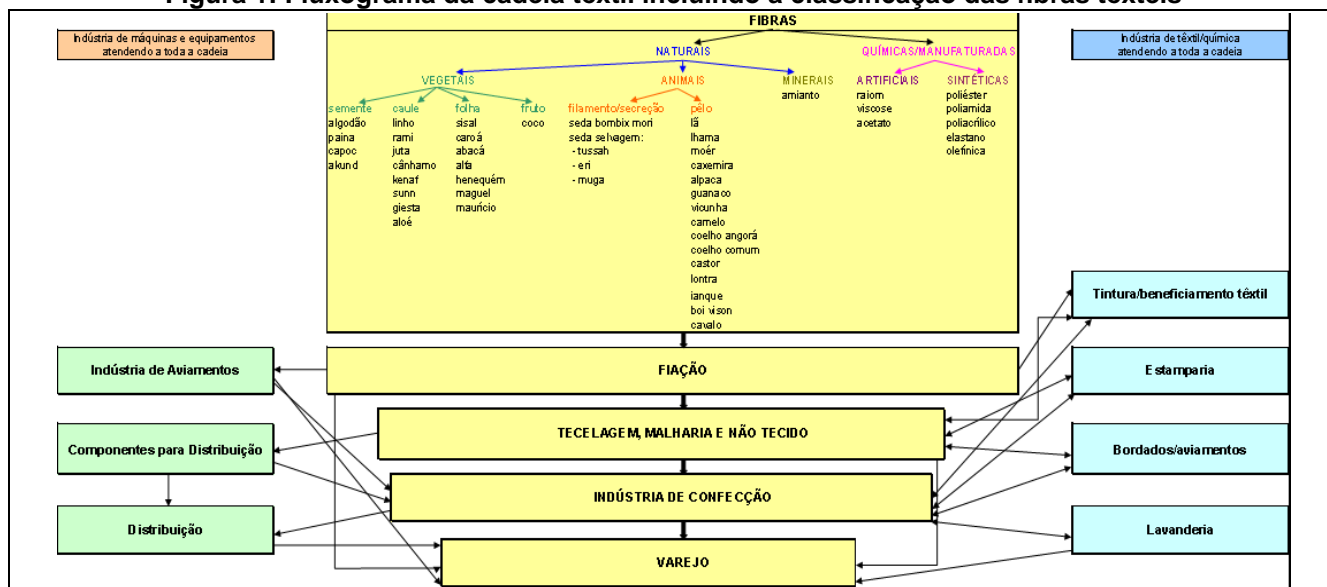 Figura 1: Fluxograma da cadeia têxtil incluindo a classificação das fibras têxteis
FIBRAS
Indústria de máquinas e equipamentos
atendendo a toda a cadeia
Indústria de têxtil/química
atendendo a toda a cadeia
NATURAIS
QUÍMICAS/MANUFATURADAS
VEGETAIS
ANIMAIS
MINERAIS
amianto
ARTIFICIAIS
raiom
viscose
acetato
SINTÉTICAS
poliéster
poliamida
poliacrílico
elastano
olefínica
semente
algodão
paina
capoc
akund
caule
linho
rami
juta
cânhamo
kenaf
sunn
giesta
aloé
folha
sisal
caroá
abacá
alfa
henequém
maguel
maurício
fruto
coco
filamento/secreção
seda bombix mori
seda selvagem:
- tussah
- eri
- muga
pêlo
lã
lhama
moér
caxemira
alpaca
guanaco
vicunha
camelo
coelho angorá
coelho comum
castor
lontra
ianque
boi vison
cavalo
Tintura/beneficiamento têxtil
Indústria de Aviamentos
FIAÇÃO
Estamparia
Componentes para Distribuição
TECELAGEM, MALHARIA E NÃO TECIDO
Bordados/aviamentos
INDÚSTRIA DE CONFECÇÃO
Distribuição
Lavanderia
VAREJO